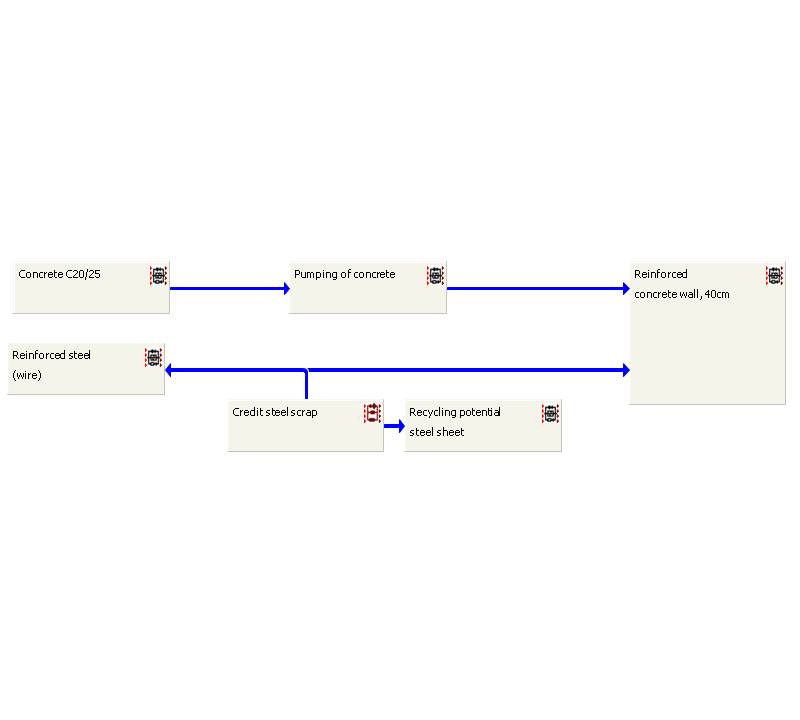 Concrete C20/25
Pumping of concrete
Reinforced
concrete wall, 40cm
Reinforced steel
(wire)
Credit steel scrap
Recycling potential
steel sheet